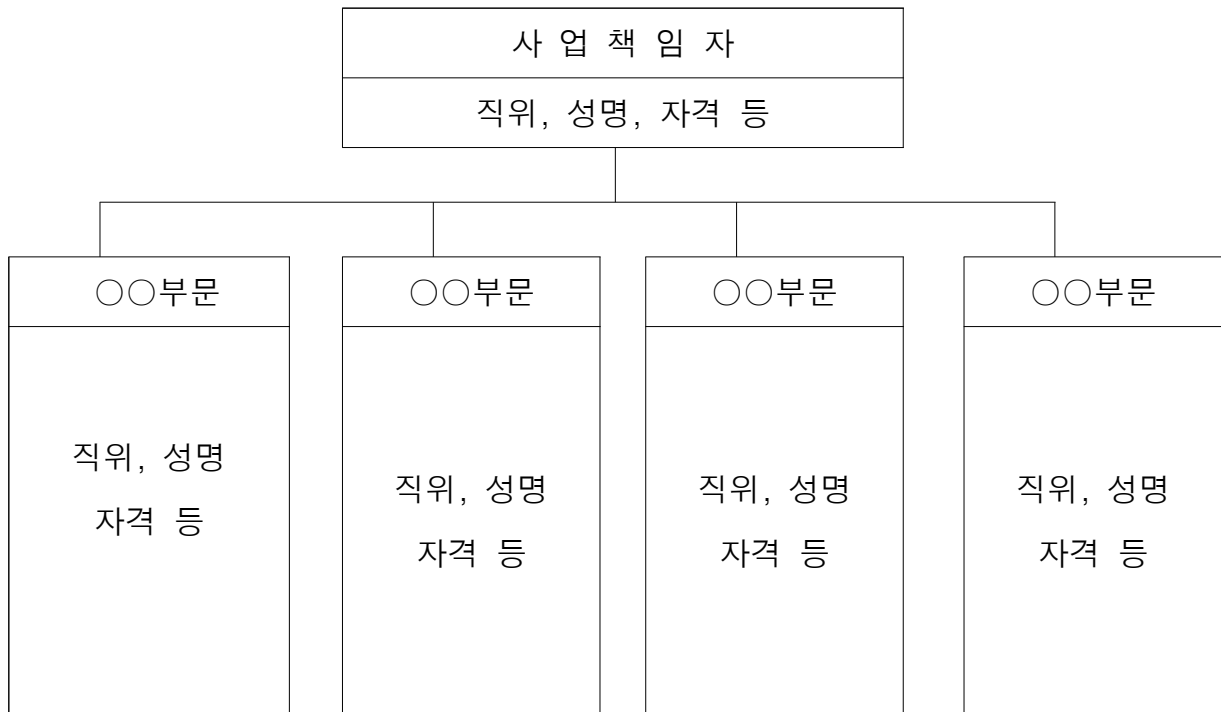 사 업 책 임 자
직위, 성명, 자격 등
○○부문
직위, 성명
자격 등
○○부문
직위, 성명
자격 등
○○부문
직위, 성명
자격 등
○○부문
직위, 성명
자격 등